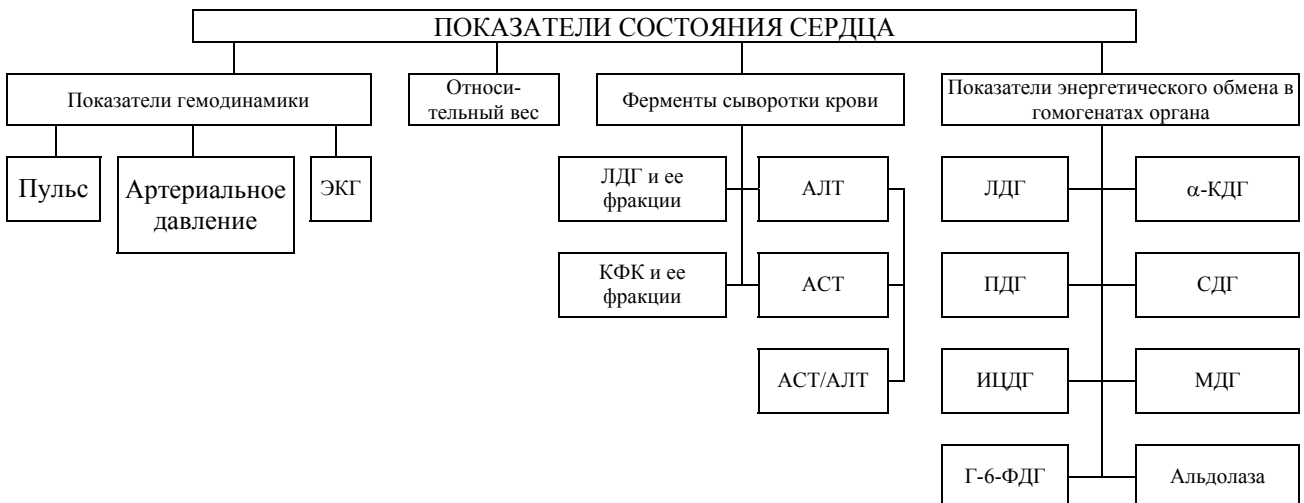 ПОКАЗАТЕЛИ СОСТОЯНИЯ СЕРДЦА
Показатели гемодинамики
Относи-
тельный вес
Ферменты сыворотки крови
Показатели энергетического обмена в
гомогенатах органа
Пульс
Артериальное
давление
ЭКГ
ЛДГ и ее
фракции
АЛТ
ЛДГ
α-КДГ
КФК и ее
фракции
АСТ
ПДГ
СДГ
АСТ/АЛТ
ИЦДГ
МДГ
Г-6-ФДГ
Альдолаза